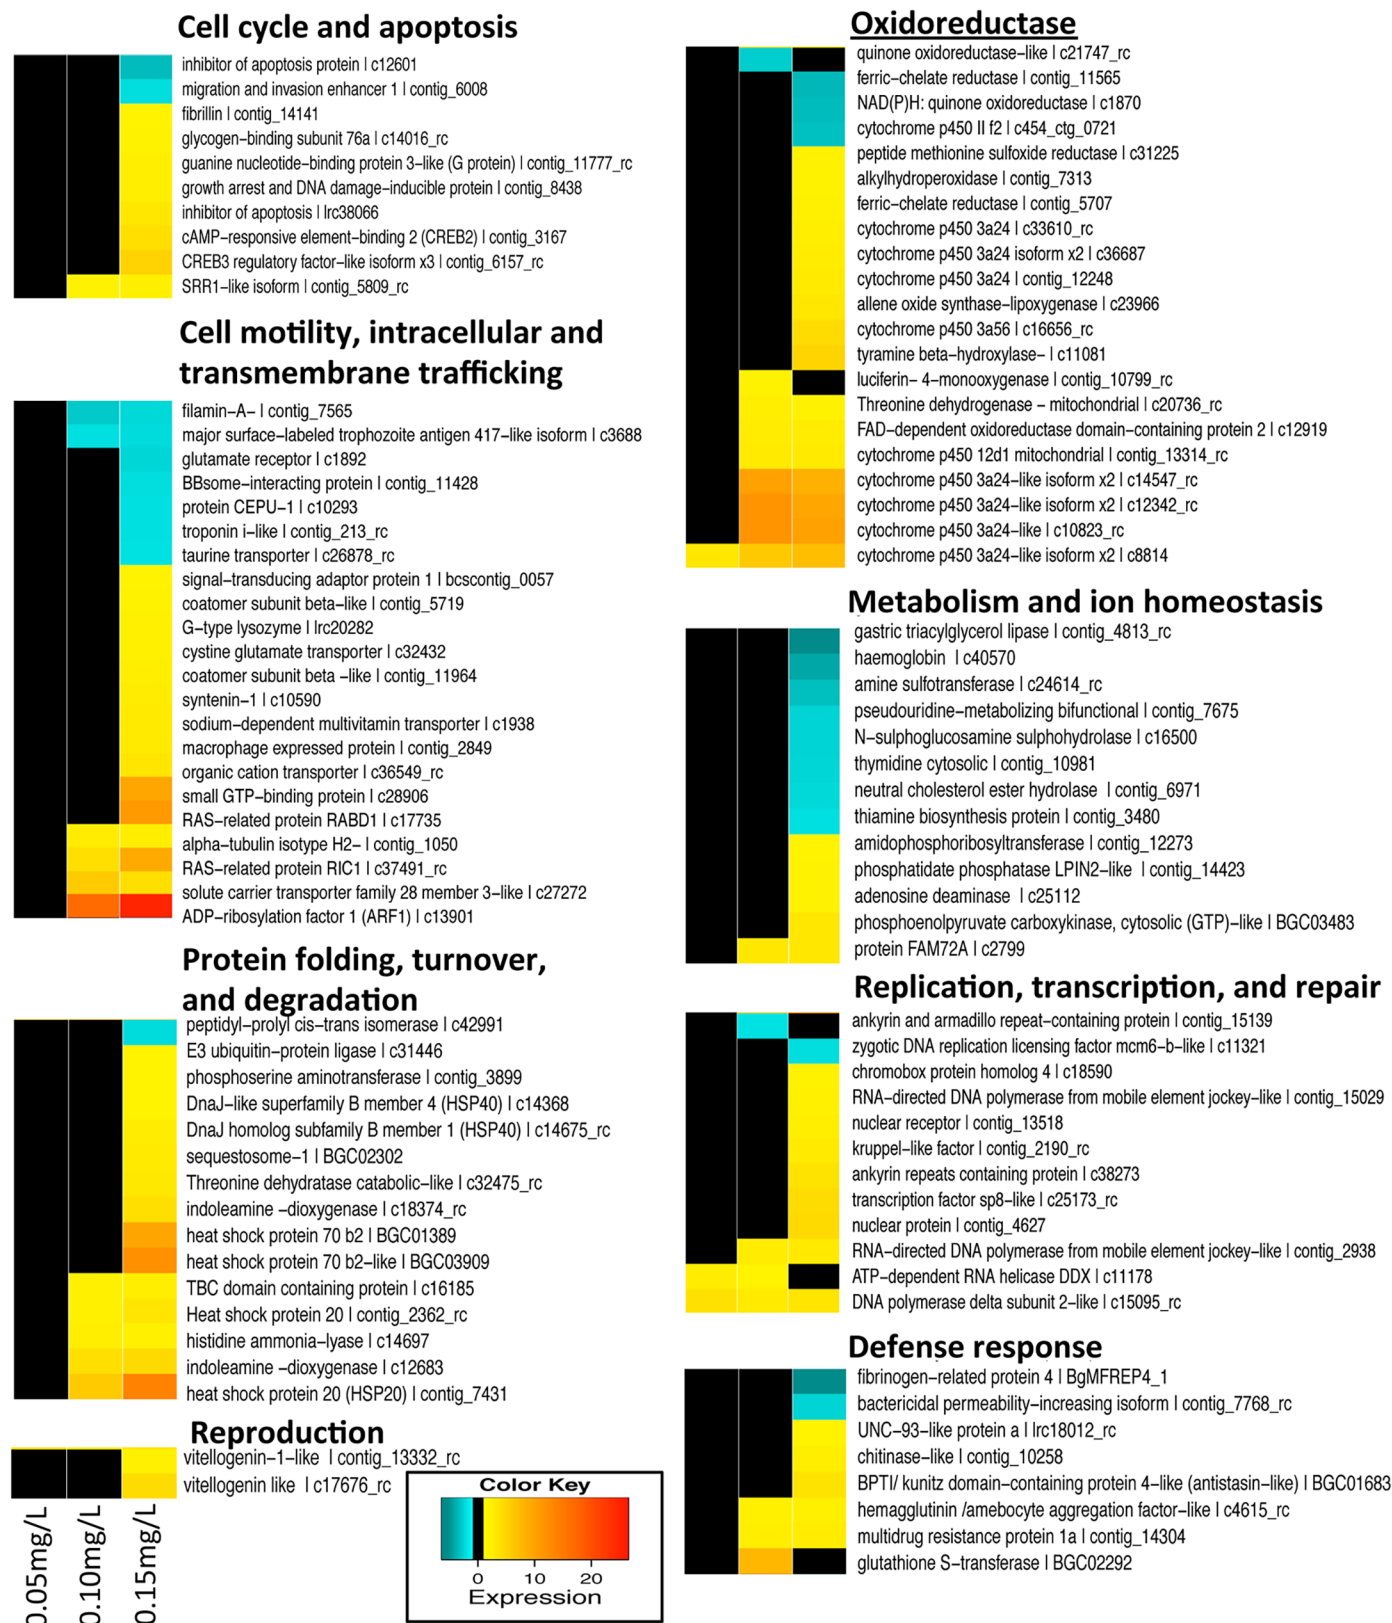 Cell cycle and apoptosis
inhibitor of apoptosis protein | c12601
migration and invasion enhancer 1 | contig_6008
fibrillin | contig_14141
glycogen−binding subunit 76a | c14016_rc
guanine nucleotide−binding protein 3−like (G protein) | contig_11777_rc
growth arrest and DNA damage−inducible protein | contig_8438
inhibitor of apoptosis | lrc38066
cAMP−responsive element−binding 2 (CREB2) | contig_3167
CREB3 regulatory factor−like isoform x3 | contig_6157_rc
SRR1−like isoform | contig_5809_rc
Cell motility, intracellular and
transmembrane trafficking
filamin−A− | contig_7565
major surface−labeled trophozoite antigen 417−like isoform | c3688
glutamate receptor | c1892
BBsome−interacting protein | contig_11428
protein CEPU−1 | c10293
troponin i−like | contig_213_rc
taurine transporter | c26878_rc
signal−transducing adaptor protein 1 | bcscontig_0057
coatomer subunit beta−like | contig_5719
G−type lysozyme | lrc20282
cystine glutamate transporter | c32432
coatomer subunit beta −like | contig_11964
syntenin−1 | c10590
sodium−dependent multivitamin transporter | c1938
macrophage expressed protein | contig_2849
organic cation transporter | c36549_rc
small GTP−binding protein | c28906
RAS−related protein RABD1 | c17735
alpha−tubulin isotype H2− | contig_1050
RAS−related protein RIC1 | c37491_rc
solute carrier transporter family 28 member 3−like | c27272
ADP−ribosylation factor 1 (ARF1) | c13901
Protein folding, turnover,
and degradation
peptidyl−prolyl cis−trans isomerase | c42991
E3 ubiquitin−protein ligase | c31446
phosphoserine aminotransferase | contig_3899
DnaJ−like superfamily B member 4 (HSP40) | c14368
DnaJ homolog subfamily B member 1 (HSP40) | c14675_rc
sequestosome−1 | BGC02302
Threonine dehydratase catabolic−like | c32475_rc
indoleamine −dioxygenase | c18374_rc
heat shock protein 70 b2 | BGC01389
heat shock protein 70 b2−like | BGC03909
TBC domain containing protein | c16185
Heat shock protein 20 | contig_2362_rc
histidine ammonia−lyase | c14697
indoleamine −dioxygenase | c12683
heat shock protein 20 (HSP20) | contig_7431
Reproduction
vitellogenin−1−like | contig_13332_rc
vitellogenin like | c17676_rc
0.05mg/L
0.10mg/L
0.15mg/L
Color Key
0 10 20
Expression
Oxidoreductase
quinone oxidoreductase−like | c21747_rc
ferric−chelate reductase | contig_11565
NAD(P)H: quinone oxidoreductase | c1870
cytochrome p450 II f2 | c454_ctg_0721
peptide methionine sulfoxide reductase | c31225
alkylhydroperoxidase | contig_7313
ferric−chelate reductase | contig_5707
cytochrome p450 3a24 | c33610_rc
cytochrome p450 3a24 isoform x2 | c36687
cytochrome p450 3a24 | contig_12248
allene oxide synthase−lipoxygenase | c23966
cytochrome p450 3a56 | c16656_rc
tyramine beta−hydroxylase− | c11081
luciferin− 4−monooxygenase | contig_10799_rc
Threonine dehydrogenase − mitochondrial | c20736_rc
FAD−dependent oxidoreductase domain−containing protein 2 | c12919
cytochrome p450 12d1 mitochondrial | contig_13314_rc
cytochrome p450 3a24−like isoform x2 | c14547_rc
cytochrome p450 3a24−like isoform x2 | c12342_rc
cytochrome p450 3a24−like | c10823_rc
cytochrome p450 3a24−like isoform x2 | c8814
Metabolism and ion homeostasis
gastric triacylglycerol lipase | contig_4813_rc
haemoglobin | c40570
amine sulfotransferase | c24614_rc
pseudouridine−metabolizing bifunctional | contig_7675
N−sulphoglucosamine sulphohydrolase | c16500
thymidine cytosolic | contig_10981
neutral cholesterol ester hydrolase | contig_6971
thiamine biosynthesis protein | contig_3480
amidophosphoribosyltransferase | contig_12273
phosphatidate phosphatase LPIN2−like | contig_14423
adenosine deaminase | c25112
phosphoenolpyruvate carboxykinase, cytosolic (GTP)−like | BGC03483
protein FAM72A | c2799
Replication, transcription, and repair
ankyrin and armadillo repeat−containing protein | contig_15139
zygotic DNA replication licensing factor mcm6−b−like | c11321
chromobox protein homolog 4 | c18590
RNA−directed DNA polymerase from mobile element jockey−like | contig_15029
nuclear receptor | contig_13518
kruppel−like factor | contig_2190_rc
ankyrin repeats containing protein | c38273
transcription factor sp8−like | c25173_rc
nuclear protein | contig_4627
RNA−directed DNA polymerase from mobile element jockey−like | contig_2938
ATP−dependent RNA helicase DDX | c11178
DNA polymerase delta subunit 2−like | c15095_rc
Defense response
fibrinogen−related protein 4 | BgMFREP4_1
bactericidal permeability−increasing isoform | contig_7768_rc
UNC−93−like protein a | lrc18012_rc
chitinase−like | contig_10258
BPTI/ kunitz domain−containing protein 4−like (antistasin−like) | BGC01683
hemagglutinin /amebocyte aggregation factor−like | c4615_rc
multidrug resistance protein 1a | contig_14304
glutathione S−transferase | BGC02292